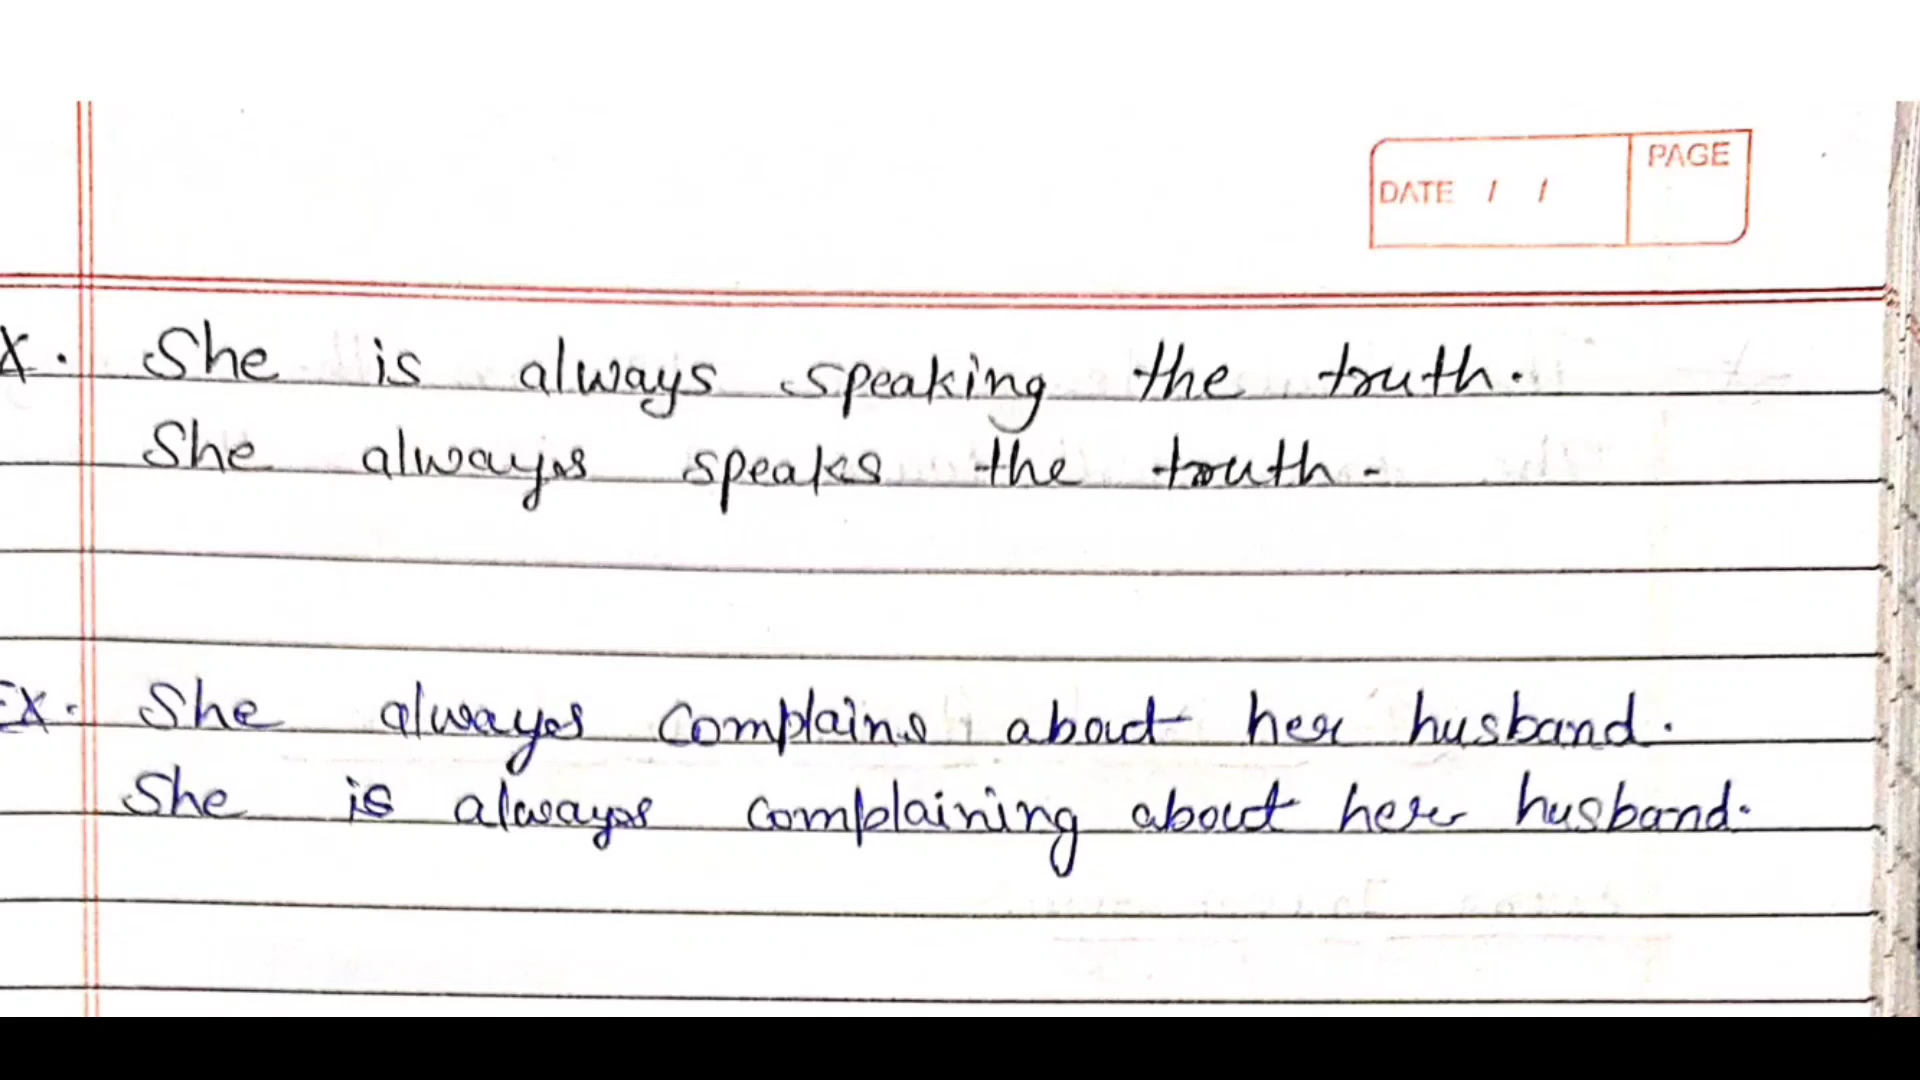 PAGE
DATE / /
X. She is always speaking the truth.
She always speaks the truth.
Ex. She always complains about her husband.
She is always complaining about her husband.